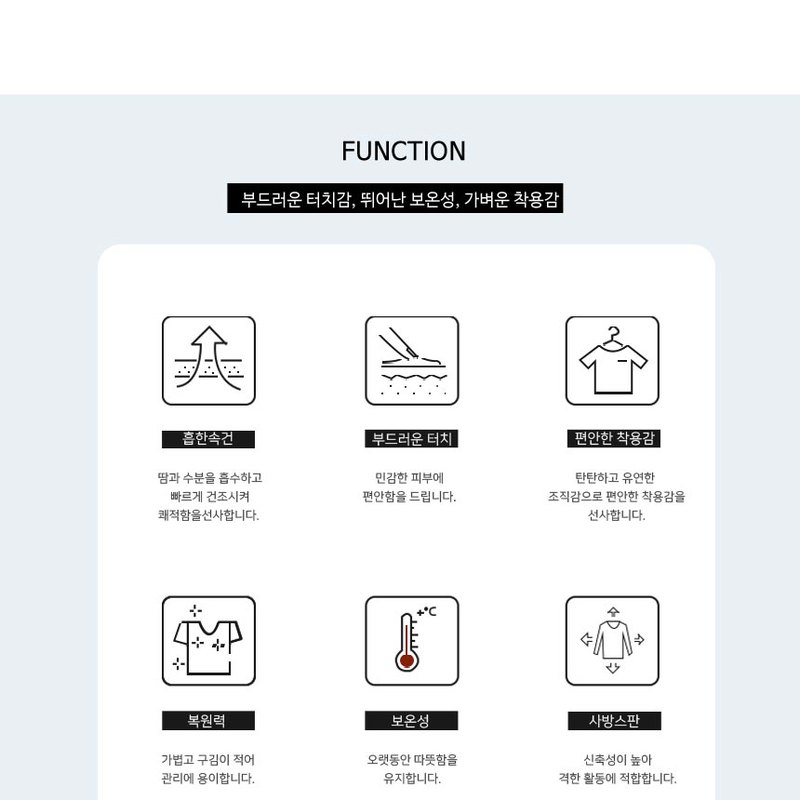 FUNCTION
부드러운 터치감, 뛰어난 보온성, 가벼운 착용감
흡한속건
부드러운 터치
편안한 착용감
땀과 수분을 흡수하고
빠르게 건조시켜
쾌적함을선사합니다.
민감한 피부에
편안함을 드립니다.
탄탄하고 유연한
조직감으로 편안한 착용감을
선사합니다.
+℃
복원력
보온성
사방스판
가볍고 구김이 적어
관리에 용이합니다.
오랫동안 따뜻함을
유지합니다.
신축성이 높아
격한 활동에 적합합니다.